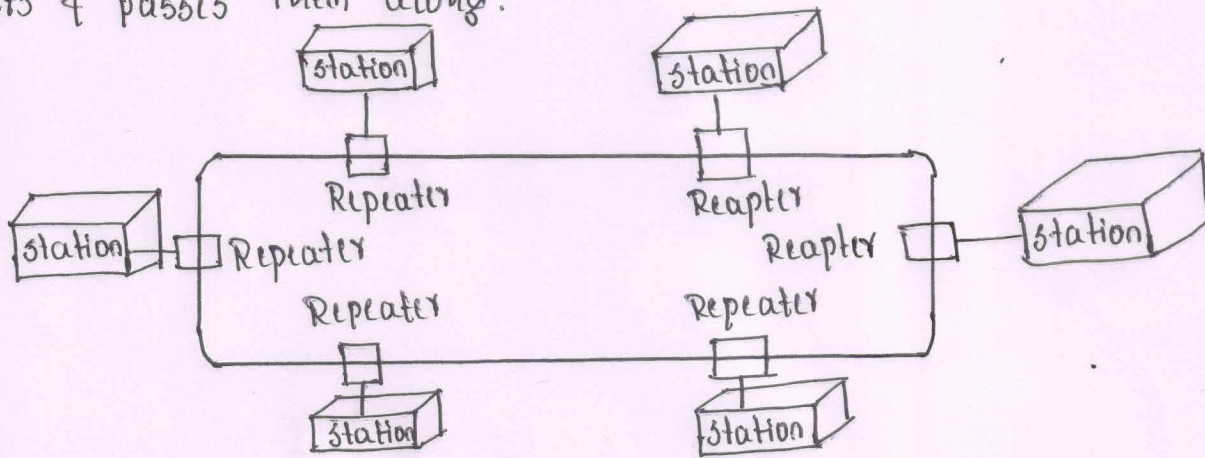 & passes them along.
station station
Repeater Reapter
station Repeater Reapter station
Repeater Repeater
station station